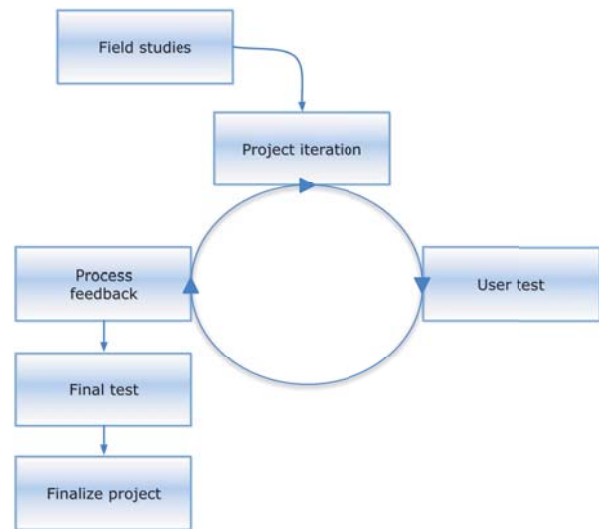 Field studies
Project iteration
Process
feedback
User test
Final test
Finalize project